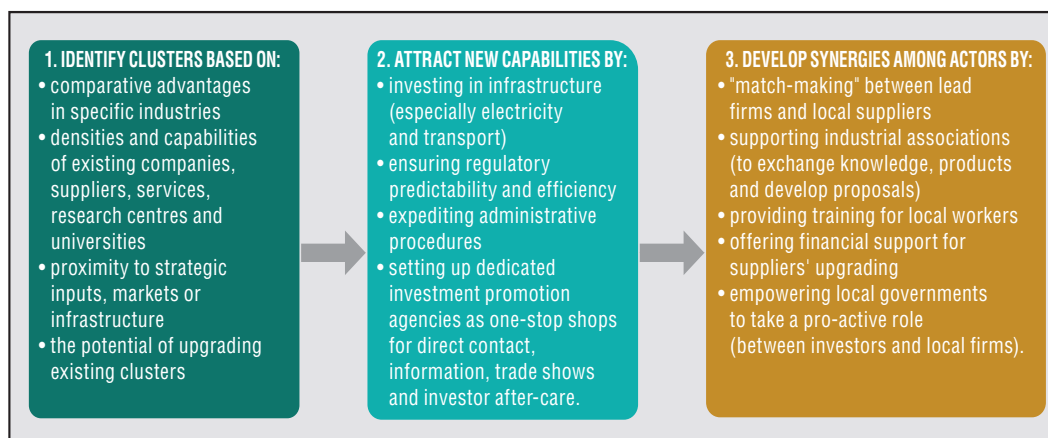 1. IDENTIFY CLUSTERS BASED ON:
• comparative advantages
in specific industries
• densities and capabilities
of existing companies,
suppliers, services,
research centres and
universities
• proximity to strategic
inputs, markets or
infrastructure
• the potential of upgrading
existing clusters
2. ATTRACT NEW CAPABILITIES BY:
• investing in infrastructure
(especially electricity
and transport)
• ensuring regulatory
predictability and efficiency
• expediting administrative
procedures
• setting up dedicated
investment promotion
agencies as one-stop shops
for direct contact,
information, trade shows
and investor after-care.
3. DEVELOP SYNERGIES AMONG ACTORS BY:
• "match-making" between lead
firms and local suppliers
• supporting industrial associations
(to exchange knowledge, products
and develop proposals)
• providing training for local workers
• offering financial support for
suppliers' upgrading
• empowering local governments
to take a pro-active role
(between investors and local firms).